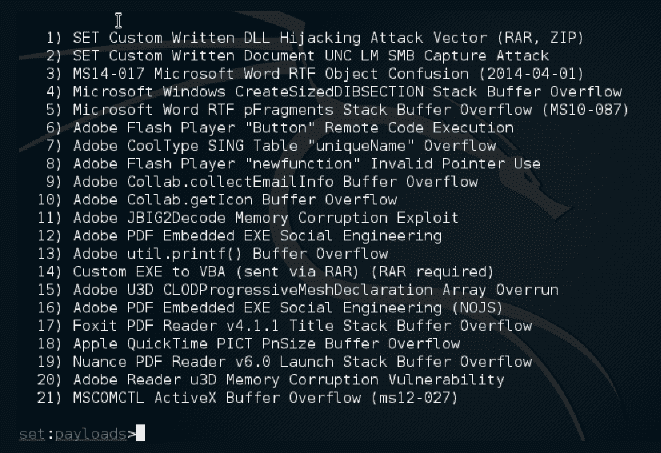 1) SET Custom Written DLL Hijacking Attack Vector (RAR, ZIP)
2) SET Custom Written Document UNC LM SMB Capture Attack
3) MS14-017 Microsoft Word RTF Object Confusion (2014-04-01)
4) Microsoft Windows CreateSizedDIBSECTION Stack Buffer Overflow
5) Microsoft Word RTF pFragments Stack Buffer Overflow (MS10-087)
6) Adobe Flash Player "Button" Remote Code Execution
7) Adobe CoolType SING Table "uniqueName" Overflow
8) Adobe Flash Player "newfunction" Invalid Pointer Use
9) Adobe Collab.collectEmailInfo Buffer Overflow
10) Adobe Collab.getIcon Buffer Overflow
11) Adobe JBIG2Decode Memory Corruption Exploit
12) Adobe PDF Embedded EXE Social Engineering
13) Adobe util.printf() Buffer Overflow
14) Custom EXE to VBA (sent via RAR) (RAR required)
15) Adobe U3D CLODProgressiveMeshDeclaration Array Overrun
16) Adobe PDF Embedded EXE Social Engineering (NOJS)
17) Foxit PDF Reader v4.1.1 Title Stack Buffer Overflow
18) Apple QuickTime PICT PnSize Buffer Overflow
19) Nuance PDF Reader v6.0 Launch Stack Buffer Overflow
20) Adobe Reader u3D Memory Corruption Vulnerability
21) MSCOMCTL ActiveX Buffer Overflow (ms12-027)
set:payloads>